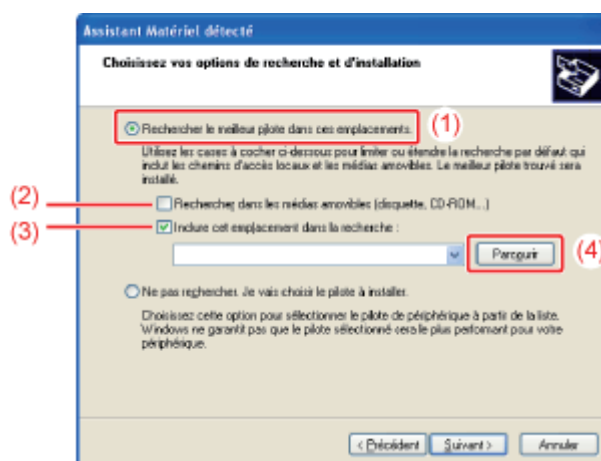 Assistant Matériel détecté
Choisissez vos options de recherche et d'installation
Rechercher le meilleur pilote dans ces emplacements. (1)
Utilisez les cases à cocher ci-dessous pour limiter ou étendre la recherche par défaut qui
inclut les chemins d'accès locaux et les médias amovibles. Le meilleur pilote trouvé sera
installé.
(2) Rechercher dans les médias amovibles (disquette, CD-ROM...)
(3) Inclure cet emplacement dans la recherche :
Parcourir (4)
Ne pas rechercher. Je vais choisir le pilote à installer.
Choisissez cette option pour sélectionner le pilote de périphérique à partir de la liste.
Windows ne garantit pas que le pilote sélectionné sera le plus performant pour votre
périphérique.
< Précédent Suivant > Annuler